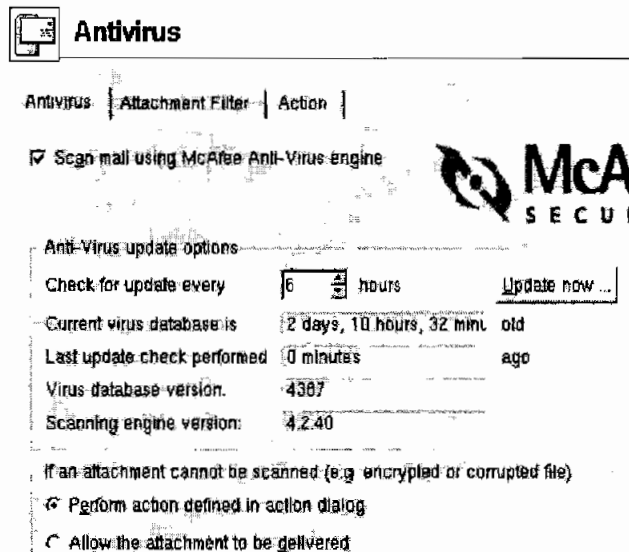 Antivirus
Antivirus Attachment Filter Action
Scan mail using McAfee Anti-Virus engine
McA
SECU
Anti-Virus update options
Check for update every 6 hours Update now ...
Current virus database is 2 days, 10 hours, 32 minu old
Last update check performed 0 minutes ago
Virus database version. 4367
Scanning engine version: 4.2.40
If an attachment cannot be scanned (e.g. encrypted or corrupted file)
Perform action defined in action dialog
Allow the attachment to be delivered